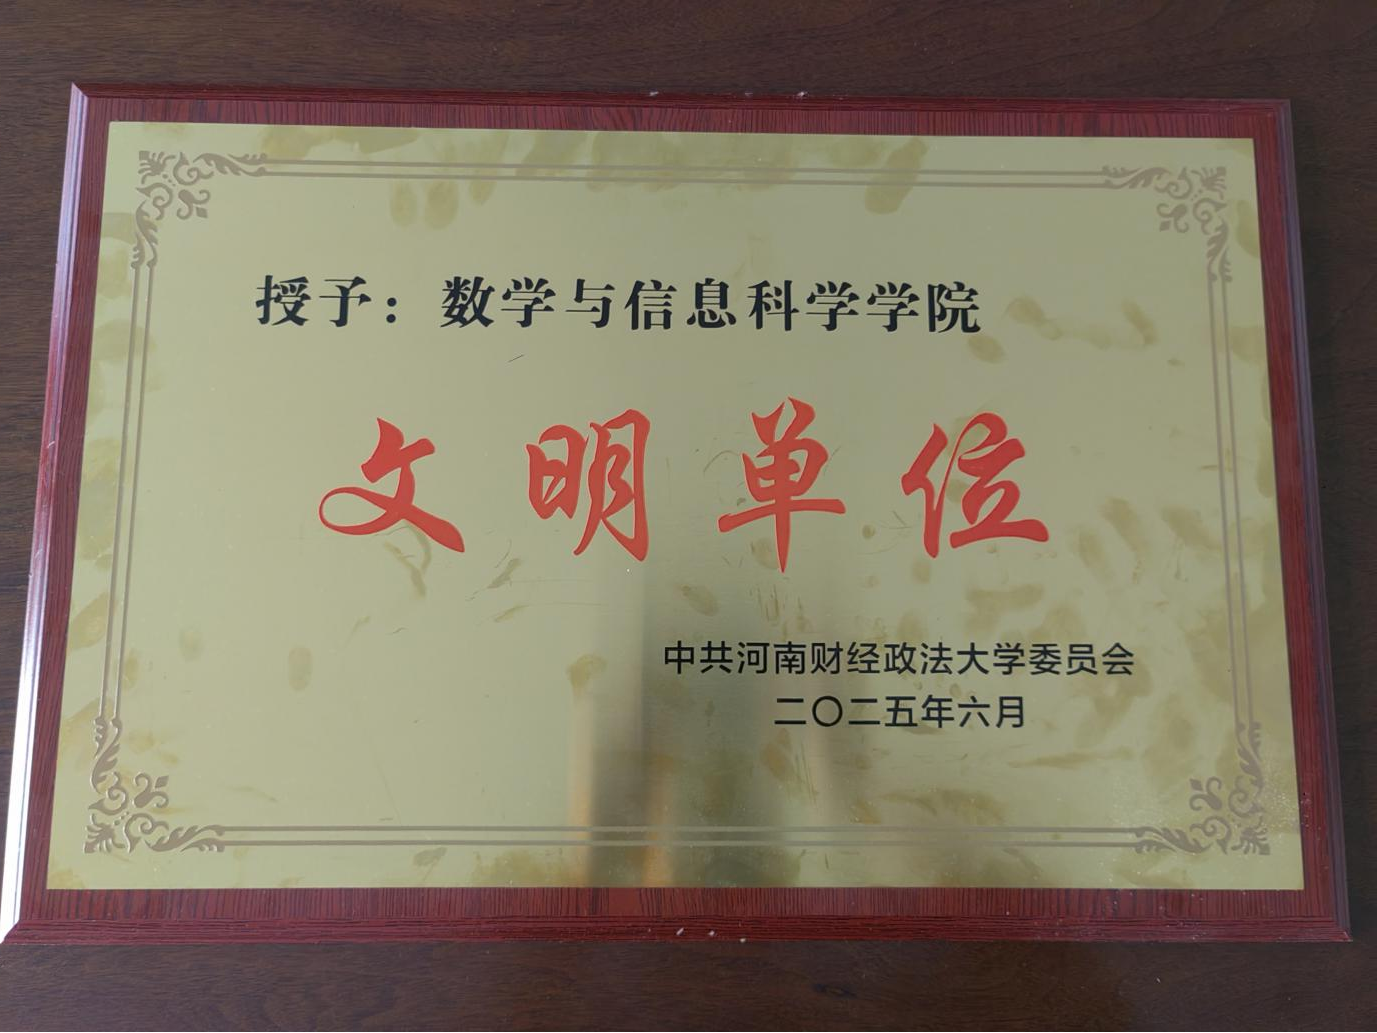 授予：数学与信息科学学院
文明单位
中共河南财经政法大学委员会
二〇二五年六月